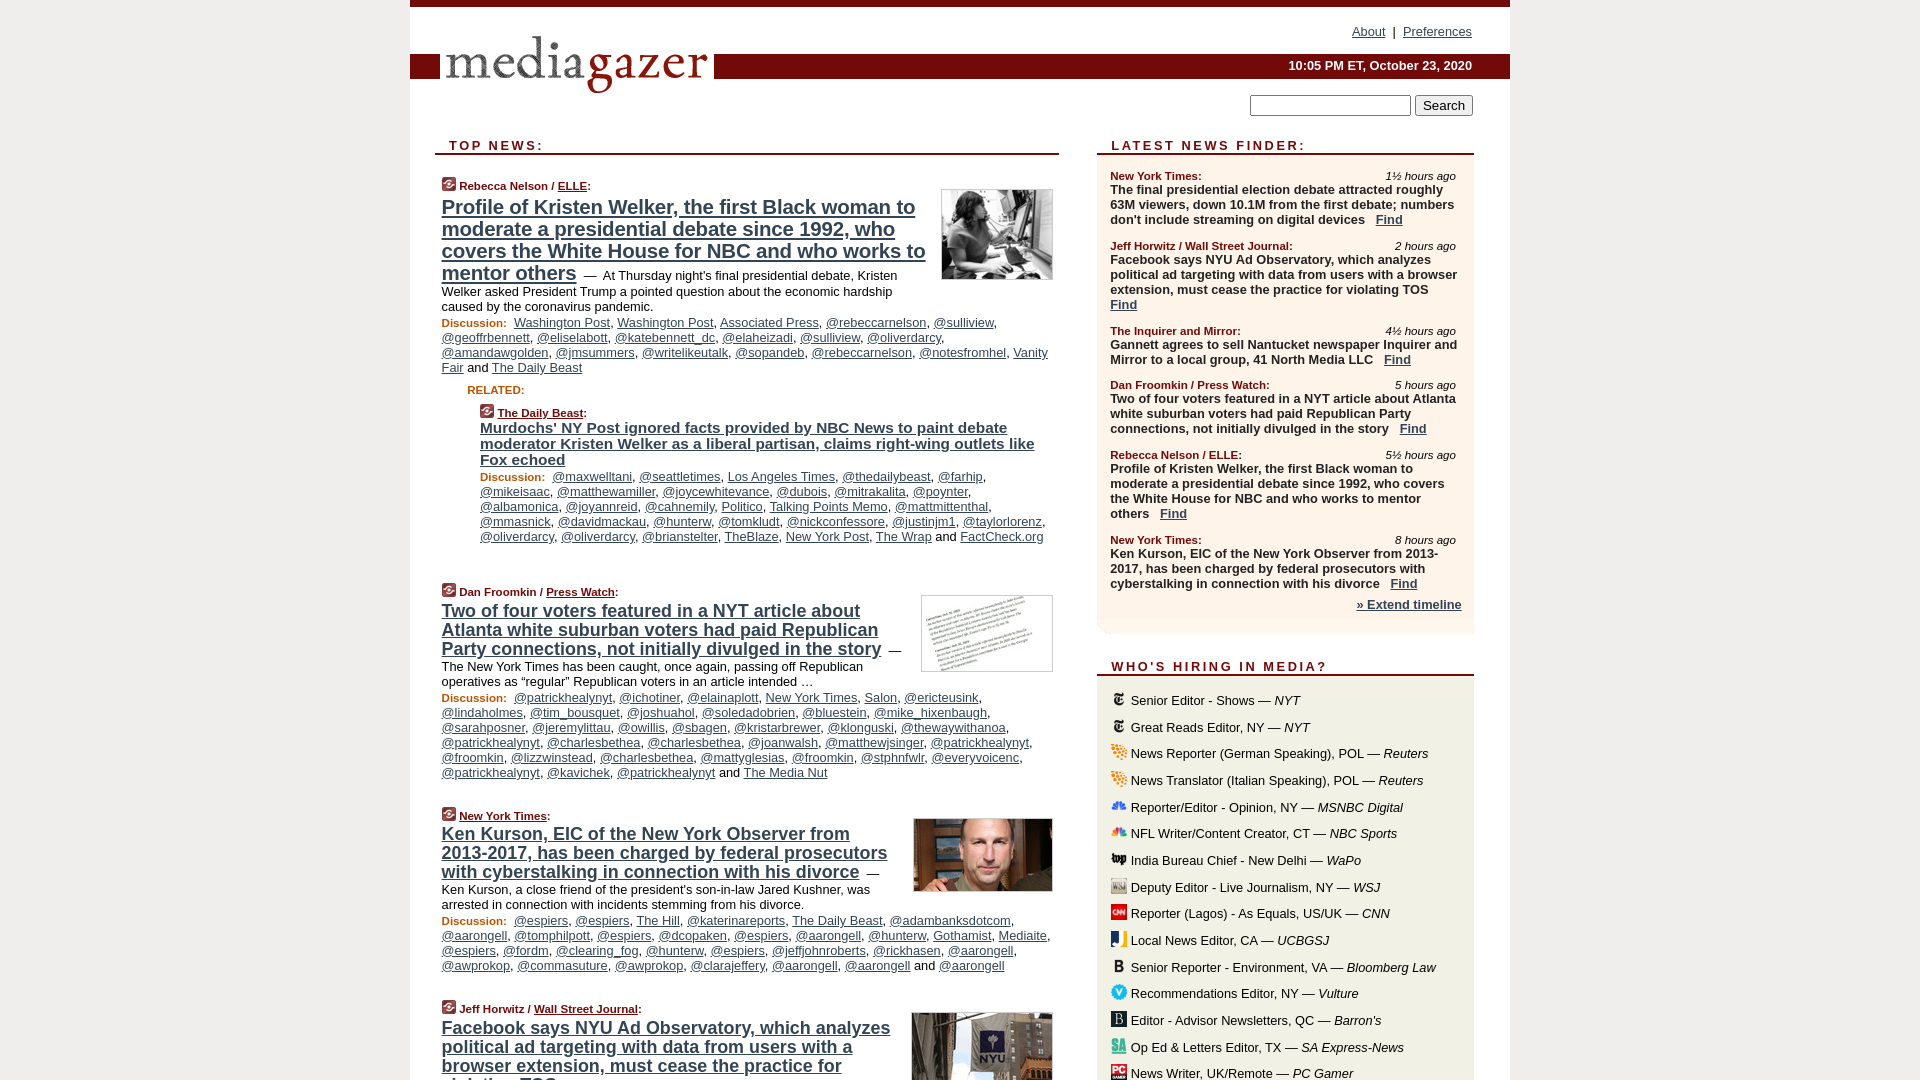 About | Preferences
mediagazer
10:05 PM ET, October 23, 2020
Search
TOP NEWS:
Rebecca Nelson / ELLE:
Profile of Kristen Welker, the first Black woman to
moderate a presidential debate since 1992, who
covers the White House for NBC and who works to
mentor others — At Thursday night's final presidential debate, Kristen
Welker asked President Trump a pointed question about the economic hardship
caused by the coronavirus pandemic.
Discussion: Washington Post, Washington Post, Associated Press, @rebeccarnelson, @sulliview,
@geoffrbennett, @eliselabott, @katebennett_dc, @elaheizadi, @sulliview, @oliverdarcy,
@amandawgolden, @jmsummers, @writelikeutalk, @sopandeb, @rebeccarnelson, @notesfromhel, Vanity
Fair and The Daily Beast
RELATED:
The Daily Beast:
Murdochs' NY Post ignored facts provided by NBC News to paint debate
moderator Kristen Welker as a liberal partisan, claims right-wing outlets like
Fox echoed
Discussion: @maxwelltani, @seattletimes, Los Angeles Times, @thedailybeast, @farhip,
@mikeisaac, @matthewamiller, @joycewhitevance, @dubois, @mitrakalita, @poynter,
@albamonica, @joyannreid, @cahnemily, Politico, Talking Points Memo, @mattmittenthal,
@mmasnick, @davidmackau, @hunterw, @tomkludt, @nickconfessore, @justinjm1, @taylorlorenz,
@oliverdarcy, @oliverdarcy, @brianstelter, TheBlaze, New York Post, The Wrap and FactCheck.org
Dan Froomkin / Press Watch:
Two of four voters featured in a NYT article about
Atlanta white suburban voters had paid Republican
Party connections, not initially divulged in the story —
The New York Times has been caught, once again, passing off Republican
operatives as “regular” Republican voters in an article intended …
Discussion: @patrickhealynyt, @ichotiner, @elainaplott, New York Times, Salon, @ericteusink,
@lindaholmes, @tim_bousquet, @joshuahol, @soledadobrien, @bluestein, @mike_hixenbaugh,
@sarahposner, @jeremylittau, @owillis, @sbagen, @kristarbrewer, @klonguski, @thewaywithanoa,
@patrickhealynyt, @charlesbethea, @charlesbethea, @joanwalsh, @matthewjsinger, @patrickhealynyt,
@froomkin, @lizzwinstead, @charlesbethea, @mattyglesias, @froomkin, @stphnfwlr, @everyvoicenc,
@patrickhealynyt, @kavichek, @patrickhealynyt and The Media Nut
New York Times:
Ken Kurson, EIC of the New York Observer from
2013-2017, has been charged by federal prosecutors
with cyberstalking in connection with his divorce —
Ken Kurson, a close friend of the president's son-in-law Jared Kushner, was
arrested in connection with incidents stemming from his divorce.
Discussion: @espiers, @espiers, The Hill, @katerinareports, The Daily Beast, @adambanksdotcom,
@aarongell, @tomphilpott, @espiers, @dcopaken, @espiers, @aarongell, @hunterw, Gothamist, Mediaite,
@espiers, @fordm, @clearing_fog, @hunterw, @espiers, @jeffjohnroberts, @rickhasen, @aarongell,
@awprokop, @commasuture, @awprokop, @clarajeffery, @aarongell, @aarongell and @aarongell
Jeff Horwitz / Wall Street Journal:
Facebook says NYU Ad Observatory, which analyzes
political ad targeting with data from users with a
browser extension, must cease the practice for
NYU
LATEST NEWS FINDER:
New York Times: 1½ hours ago
The final presidential election debate attracted roughly
63M viewers, down 10.1M from the first debate; numbers
don't include streaming on digital devices Find
Jeff Horwitz / Wall Street Journal: 2 hours ago
Facebook says NYU Ad Observatory, which analyzes
political ad targeting with data from users with a browser
extension, must cease the practice for violating TOS
Find
The Inquirer and Mirror: 4½ hours ago
Gannett agrees to sell Nantucket newspaper Inquirer and
Mirror to a local group, 41 North Media LLC Find
Dan Froomkin / Press Watch: 5 hours ago
Two of four voters featured in a NYT article about Atlanta
white suburban voters had paid Republican Party
connections, not initially divulged in the story Find
Rebecca Nelson / ELLE: 5½ hours ago
Profile of Kristen Welker, the first Black woman to
moderate a presidential debate since 1992, who covers
the White House for NBC and who works to mentor
others Find
New York Times: 8 hours ago
Ken Kurson, EIC of the New York Observer from 2013-
2017, has been charged by federal prosecutors with
cyberstalking in connection with his divorce Find
» Extend timeline
WHO'S HIRING IN MEDIA?
Senior Editor - Shows — NYT
Great Reads Editor, NY — NYT
News Reporter (German Speaking), POL — Reuters
News Translator (Italian Speaking), POL — Reuters
Reporter/Editor - Opinion, NY — MSNBC Digital
NFL Writer/Content Creator, CT — NBC Sports
India Bureau Chief - New Delhi — WaPo
Deputy Editor - Live Journalism, NY — WSJ
Reporter (Lagos) - As Equals, US/UK — CNN
Local News Editor, CA — UCBGSJ
Senior Reporter - Environment, VA — Bloomberg Law
Recommendations Editor, NY — Vulture
Editor - Advisor Newsletters, QC — Barron's
Op Ed & Letters Editor, TX — SA Express-News
News Writer, UK/Remote — PC Gamer